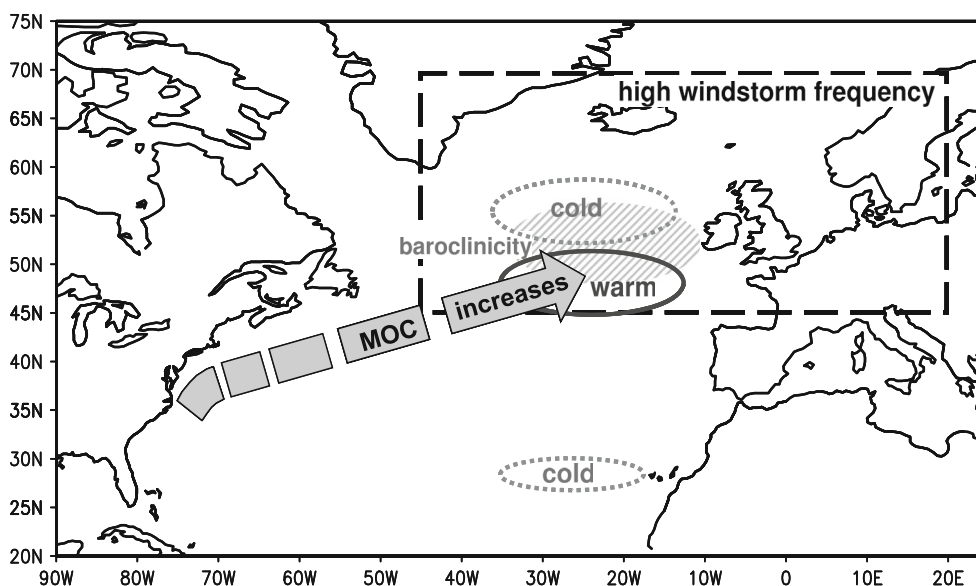 75N
70N
65N
60N
55N
50N
45N
40N
35N
30N
25N
20N
90W 80W 70W 60W 50W 40W 30W 20W 10W 0 10E 20E
high windstorm frequency
cold
baroclinicity
warm
MOC increases
cold